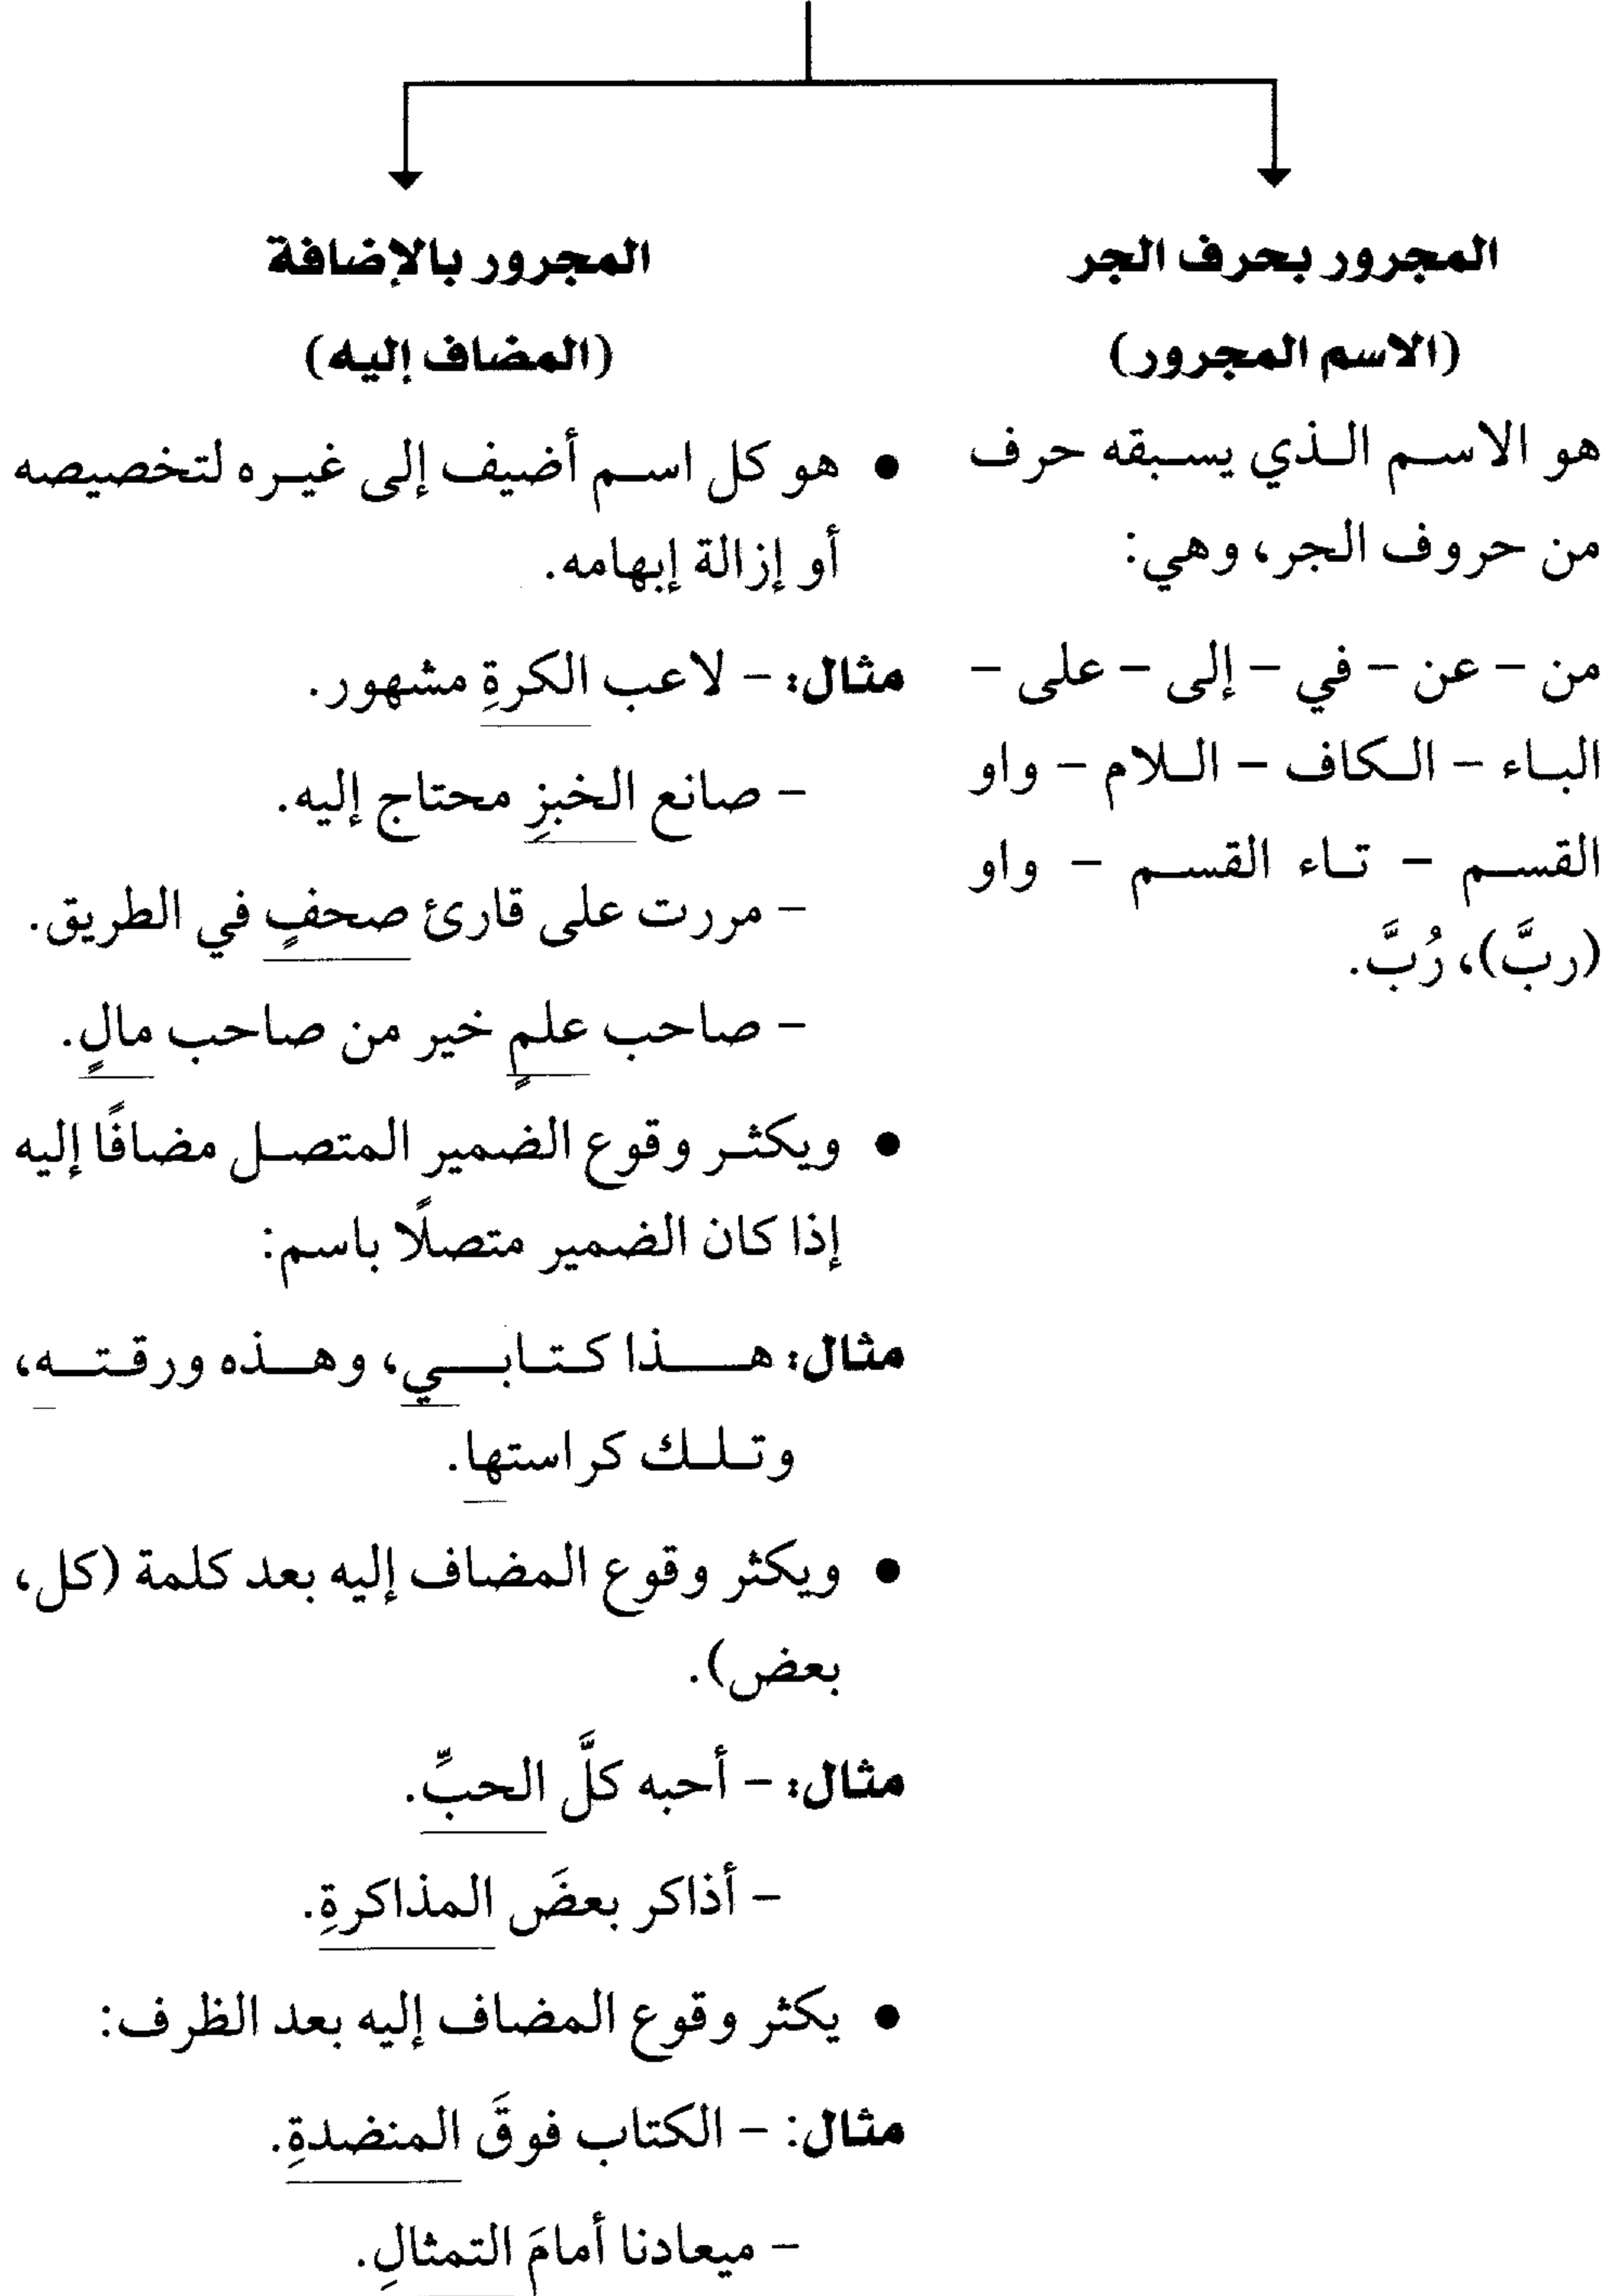 المجرور بحرف الجر
(الاسم المجرور)
هو الاسم الذي يسبقه حرف
من حروف الجر، وهي:
من – عن – في – إلى – على –
الباء – الكاف – اللام – واو
القسم – تاء القسم – واو
(ربَّ)، رُبَّ.
المجرور بالإضافة
(المضاف إليه)
● هو كل اسم أضيف إلى غيره لتخصيصه
أو إزالة إبهامه.
مثال: – لاعب الكرةِ مشهور.
– صانع الخبزِ محتاج إليه.
– مررت على قارئ صحفٍ في الطريق.
– صاحب علمٍ خير من صاحب مالٍ.
● ويكثر وقوع الضمير المتصل مضافًا إليه
إذا كان الضمير متصلًا باسم:
مثال: هذا كتابي، وهذه ورقته،
وتلك كراستها.
● ويكثر وقوع المضاف إليه بعد كلمة (كل،
بعض).
مثال: – أحبه كلَّ الحبِّ.
– أذاكر بعضَ المذاكرةِ.
● يكثر وقوع المضاف إليه بعد الظرف:
مثال: – الكتاب فوقَ المنضدةِ.
– ميعادنا أمامَ التمثالِ.